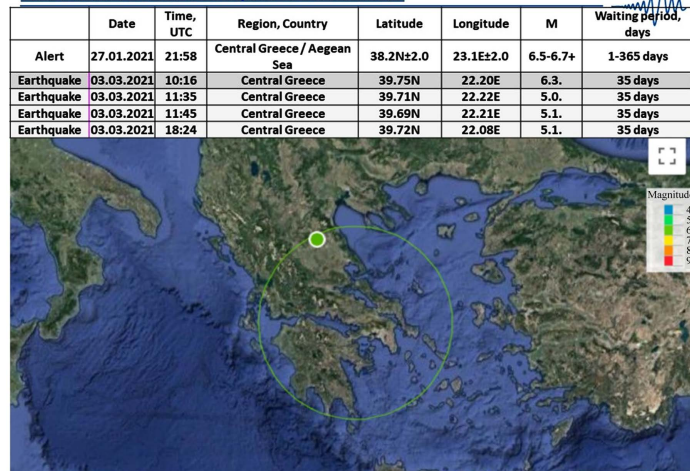 Date Time, UTC Region, Country Latitude Longitude M Waiting period, days
Alert 27.01.2021 21:58 Central Greece / Aegean Sea 38.2N±2.0 23.1E±2.0 6.5-6.7+ 1-365 days
Earthquake 03.03.2021 10:16 Central Greece 39.75N 22.20E 6.3. 35 days
Earthquake 03.03.2021 11:35 Central Greece 39.71N 22.22E 5.0. 35 days
Earthquake 03.03.2021 11:45 Central Greece 39.69N 22.21E 5.1. 35 days
Earthquake 03.03.2021 18:24 Central Greece 39.72N 22.08E 5.1. 35 days
Magnitude